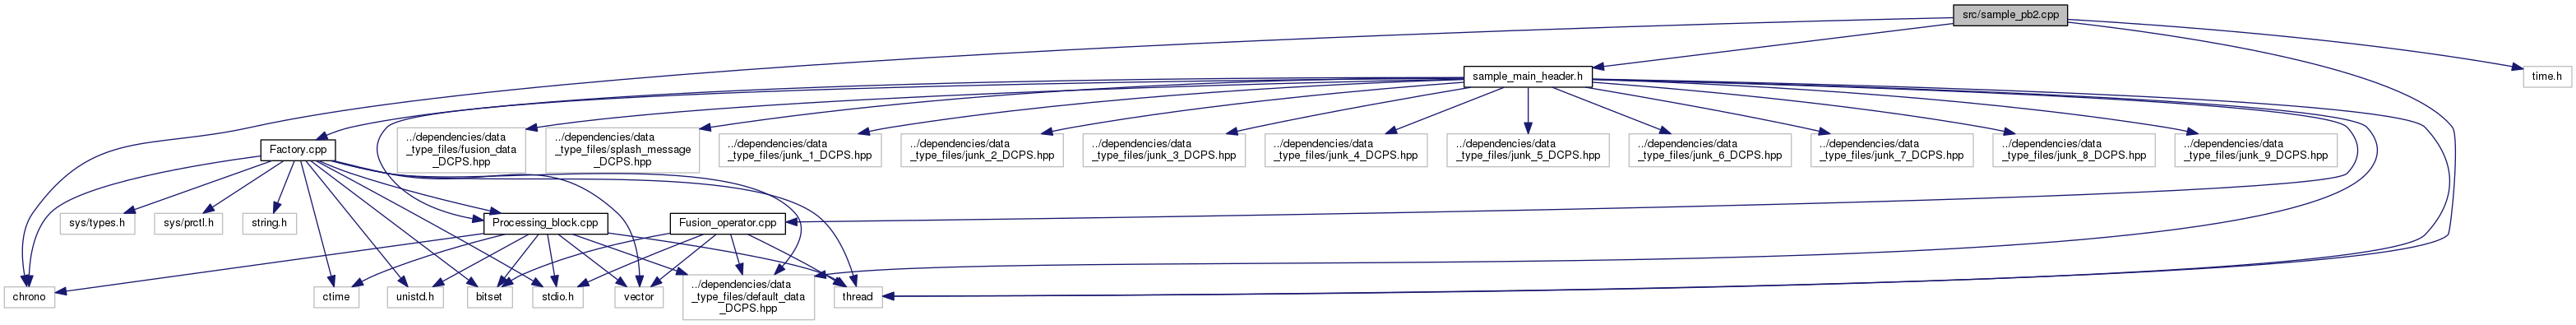 src/sample_pb2.cpp
sample_main_header.h
time.h
../dependencies/data
_type_files/fusion_data
_DCPS.hpp
../dependencies/data
_type_files/splash_message
_DCPS.hpp
../dependencies/data
_type_files/junk_1_DCPS.hpp
../dependencies/data
_type_files/junk_2_DCPS.hpp
../dependencies/data
_type_files/junk_3_DCPS.hpp
../dependencies/data
_type_files/junk_4_DCPS.hpp
../dependencies/data
_type_files/junk_5_DCPS.hpp
../dependencies/data
_type_files/junk_6_DCPS.hpp
../dependencies/data
_type_files/junk_7_DCPS.hpp
../dependencies/data
_type_files/junk_8_DCPS.hpp
../dependencies/data
_type_files/junk_9_DCPS.hpp
Factory.cpp
sys/types.h
sys/prctl.h
string.h
Processing_block.cpp
Fusion_operator.cpp
chrono
ctime
unistd.h
bitset
stdio.h
vector
../dependencies/data
_type_files/default_data
_DCPS.hpp
thread